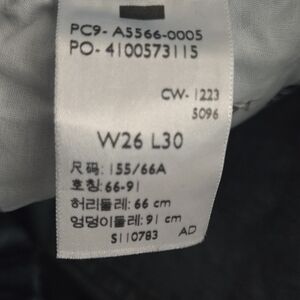 PC9- A5566-0005
PO- 4100573115
CW- 1223
5096
W26 L30
尺码: 155/66A
호칭: 66-91
허리둘레: 66 cm
엉덩이둘레: 91 cm
S110783 AD